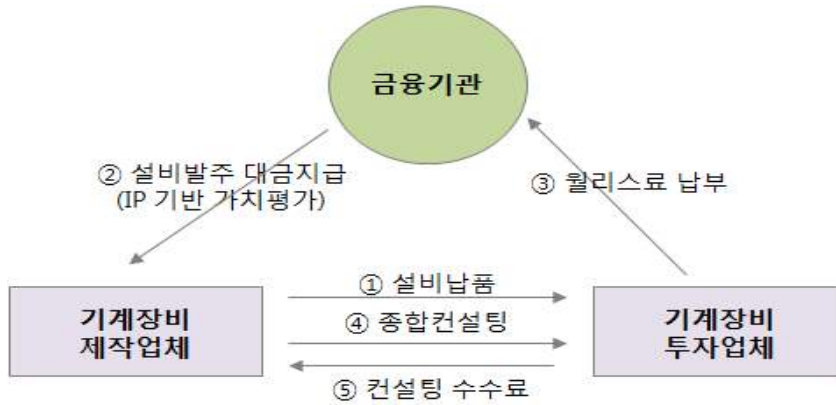 금융기관
② 설비발주 대금지급
(IP 기반 가치평가)
③ 월리스료 납부
① 설비납품
기계장비
제작업체
④ 종합컨설팅
기계장비
투자업체
⑤ 컨설팅 수수료